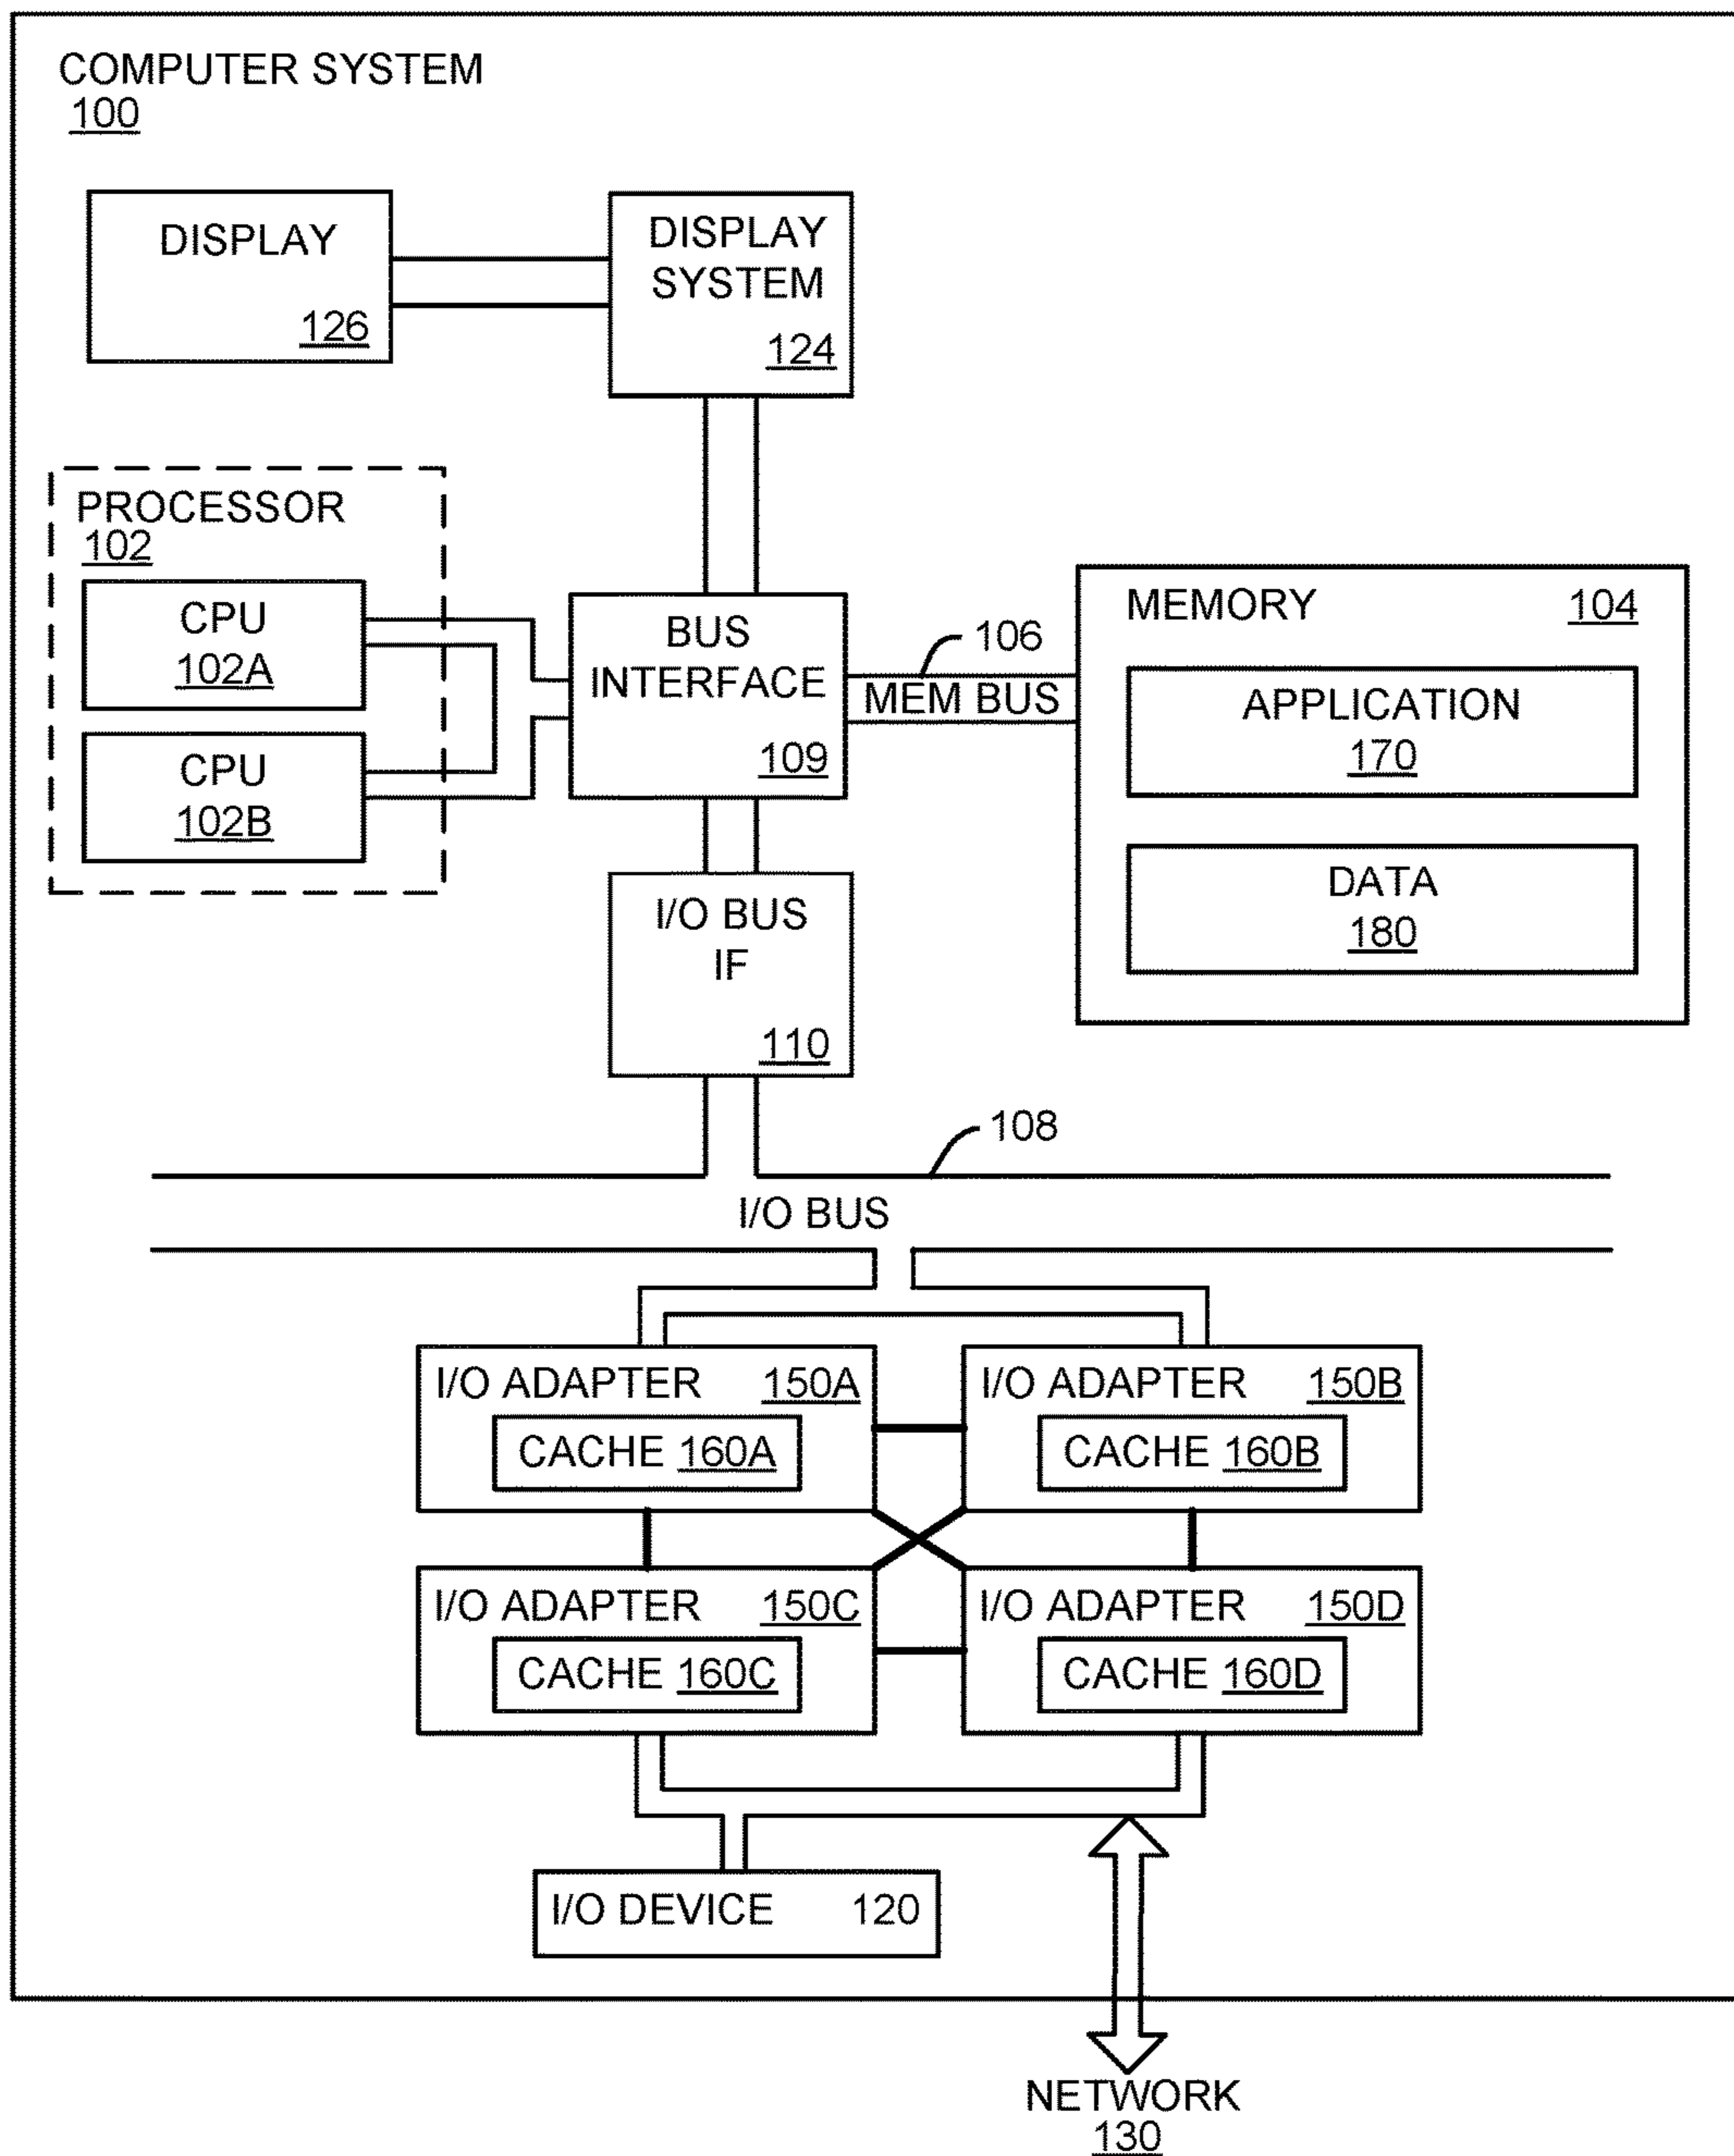 COMPUTER SYSTEM
100
DISPLAY
126
DISPLAY
SYSTEM
124
PROCESSOR
102
CPU
102A
CPU
102B
BUS
INTERFACE
109
106
MEM BUS
MEMORY 104
APPLICATION
170
DATA
180
I/O BUS
IF
110
108
I/O BUS
I/O ADAPTER 150A
CACHE 160A
I/O ADAPTER 150B
CACHE 160B
I/O ADAPTER 150C
CACHE 160C
I/O ADAPTER 150D
CACHE 160D
I/O DEVICE 120
NETWORK
130